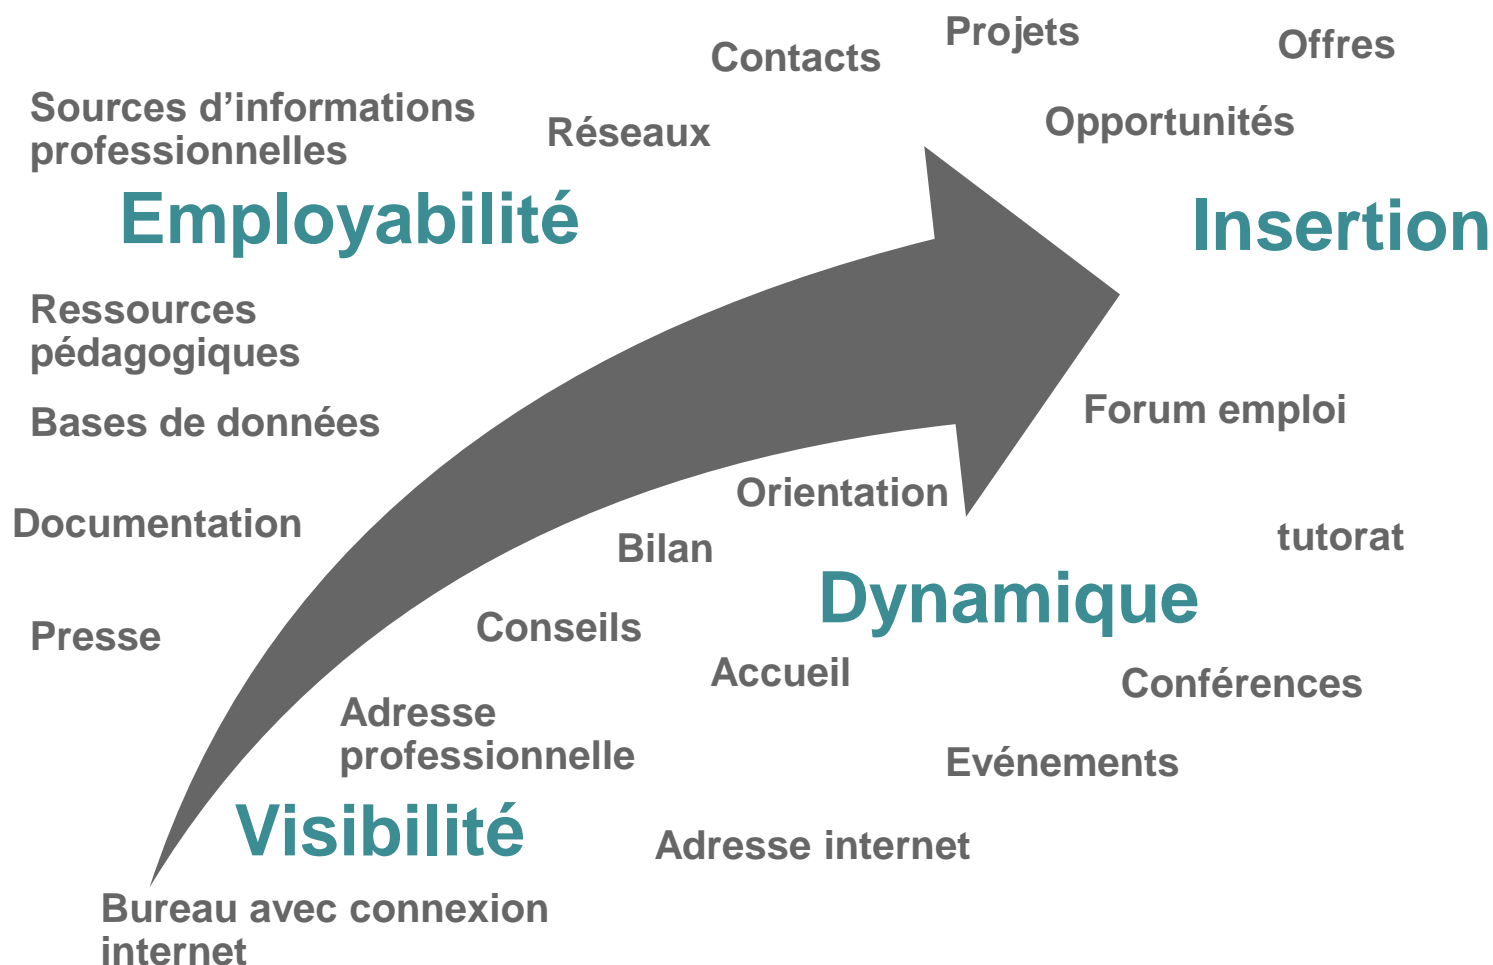 Projets
Offres
Contacts
Sources d’informations
professionnelles
Réseaux
Opportunités
Employabilité
Insertion
Ressources
pédagogiques
Bases de données
Forum emploi
Orientation
Documentation
Bilan
tutorat
Dynamique
Presse
Conseils
Accueil
Conférences
Adresse
professionnelle
Evénements
Visibilité
Adresse internet
Bureau avec connexion
internet